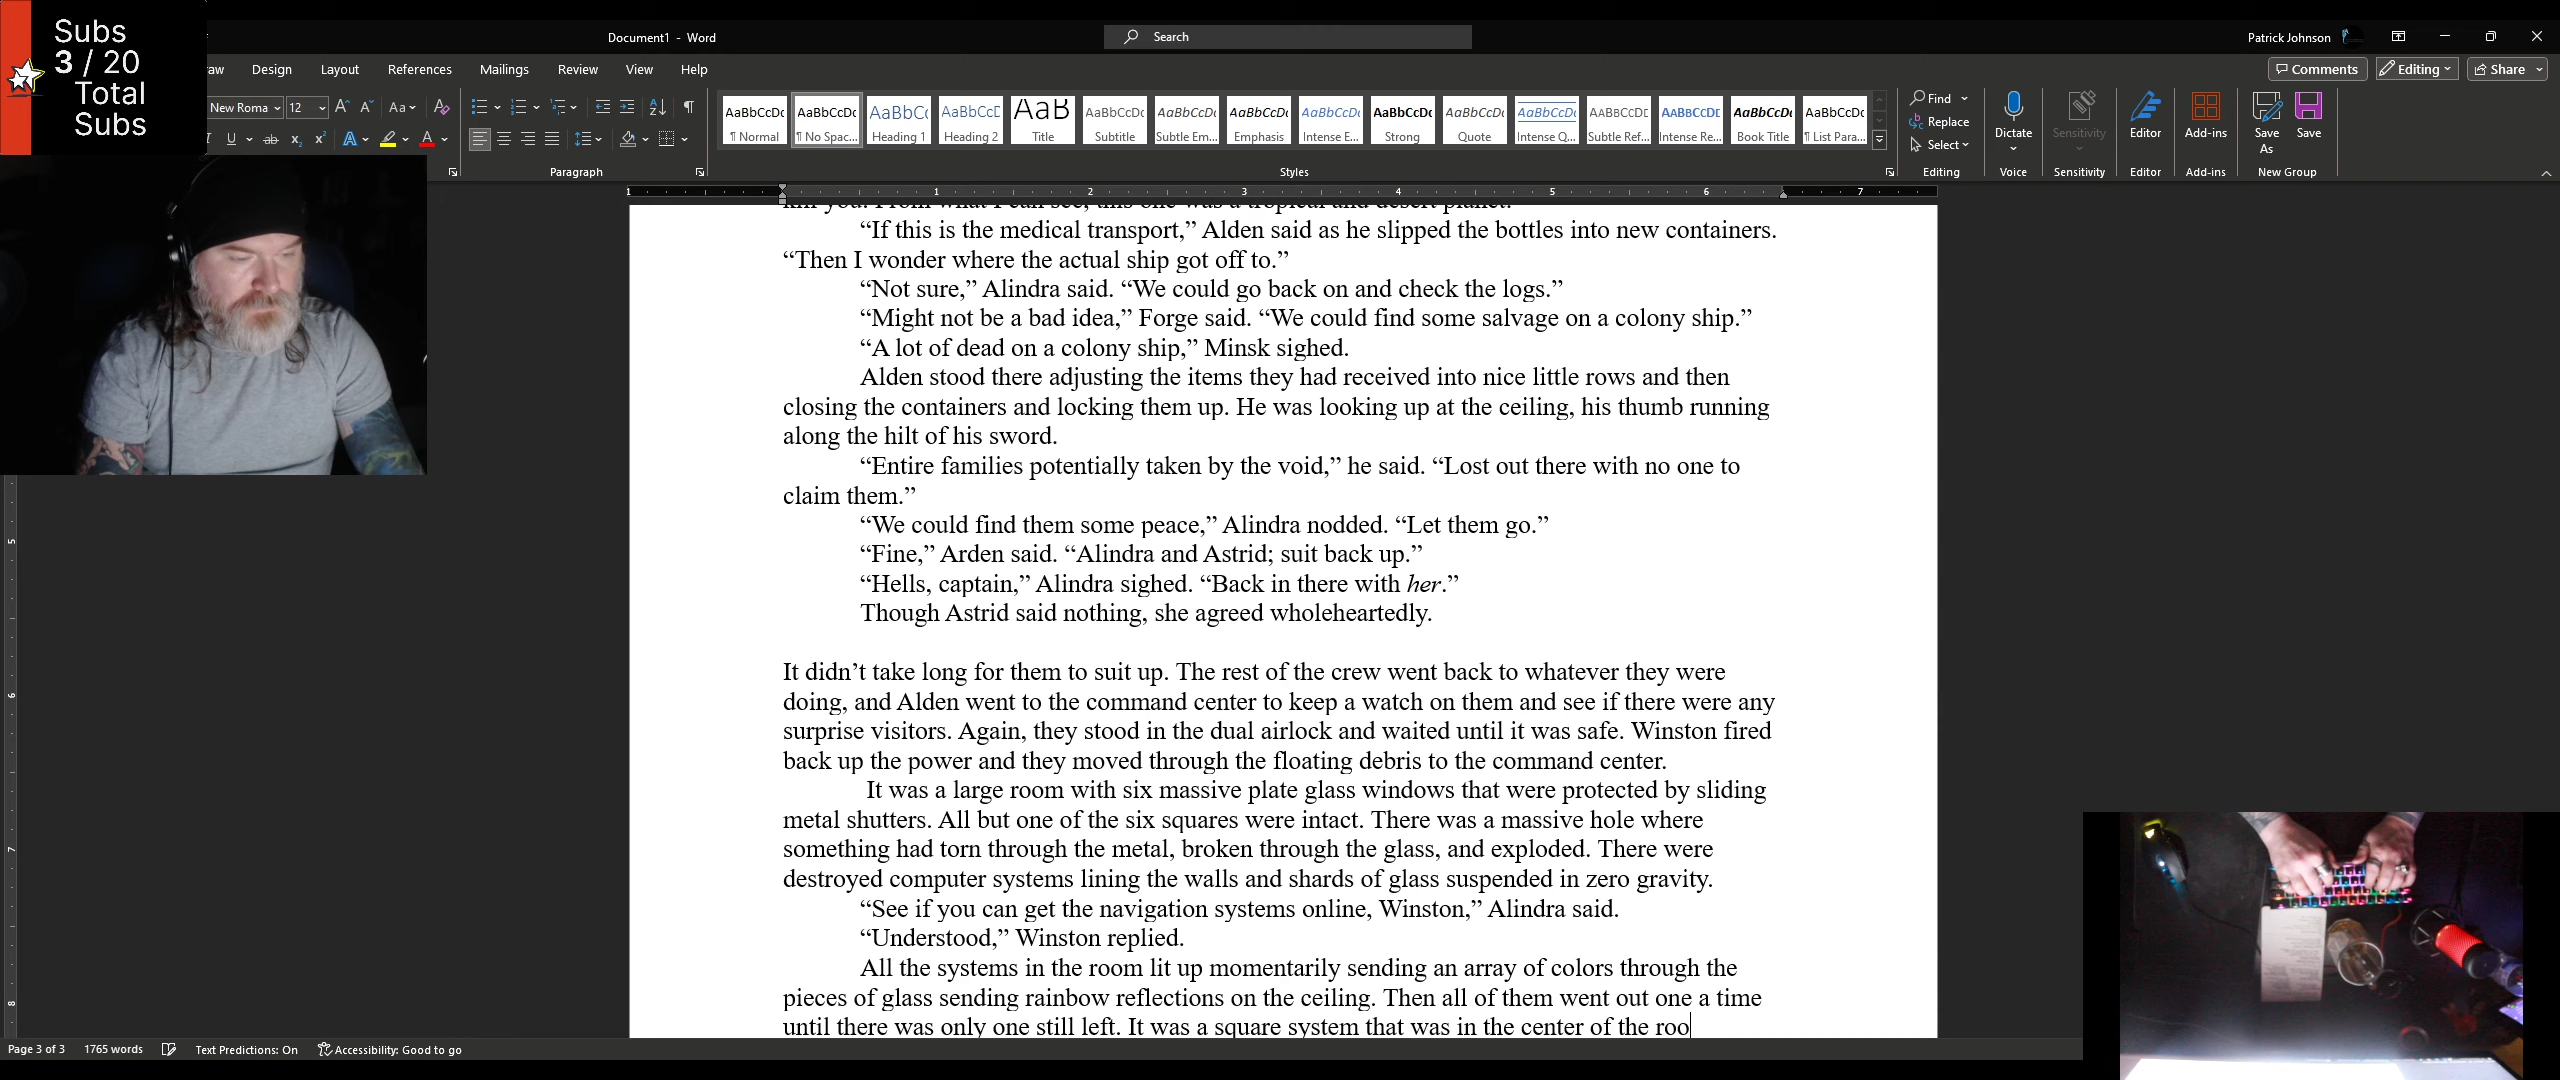 Subs
3 / 20
Total
Subs
Document1 - Word
Search
Patrick Johnson
Design Layout References Mailings Review View Help
Comments Editing Share
New Roma 12
AaBbCcDc AaBbCcDc Heading 1 Heading 2 Title Subtitle Subtle Em... Emphasis Intense E... Strong Quote Intense Q... Subtle Ref... Intense Re... Book Title ¶ List Para...
¶ Normal ¶ No Spac...
Find
Replace
Select
Dictate Sensitivity Editor Add-ins Save As Save
Paragraph Styles Editing Voice Sensitivity Editor Add-ins New Group
kill you. From what I can see, this one was a tropical and desert planet.
“If this is the medical transport,” Alden said as he slipped the bottles into new containers.
“Then I wonder where the actual ship got off to.”
“Not sure,” Alindra said. “We could go back on and check the logs.”
“Might not be a bad idea,” Forge said. “We could find some salvage on a colony ship.”
“A lot of dead on a colony ship,” Minsk sighed.
Alden stood there adjusting the items they had received into nice little rows and then
closing the containers and locking them up. He was looking up at the ceiling, his thumb running
along the hilt of his sword.
“Entire families potentially taken by the void,” he said. “Lost out there with no one to
claim them.”
“We could find them some peace,” Alindra nodded. “Let them go.”
“Fine,” Arden said. “Alindra and Astrid; suit back up.”
“Hells, captain,” Alindra sighed. “Back in there with her.”
Though Astrid said nothing, she agreed wholeheartedly.
It didn’t take long for them to suit up. The rest of the crew went back to whatever they were
doing, and Alden went to the command center to keep a watch on them and see if there were any
surprise visitors. Again, they stood in the dual airlock and waited until it was safe. Winston fired
back up the power and they moved through the floating debris to the command center.
It was a large room with six massive plate glass windows that were protected by sliding
metal shutters. All but one of the six squares were intact. There was a massive hole where
something had torn through the metal, broken through the glass, and exploded. There were
destroyed computer systems lining the walls and shards of glass suspended in zero gravity.
“See if you can get the navigation systems online, Winston,” Alindra said.
“Understood,” Winston replied.
All the systems in the room lit up momentarily sending an array of colors through the
pieces of glass sending rainbow reflections on the ceiling. Then all of them went out one a time
until there was only one still left. It was a square system that was in the center of the roo
Page 3 of 3 1765 words Text Predictions: On Accessibility: Good to go